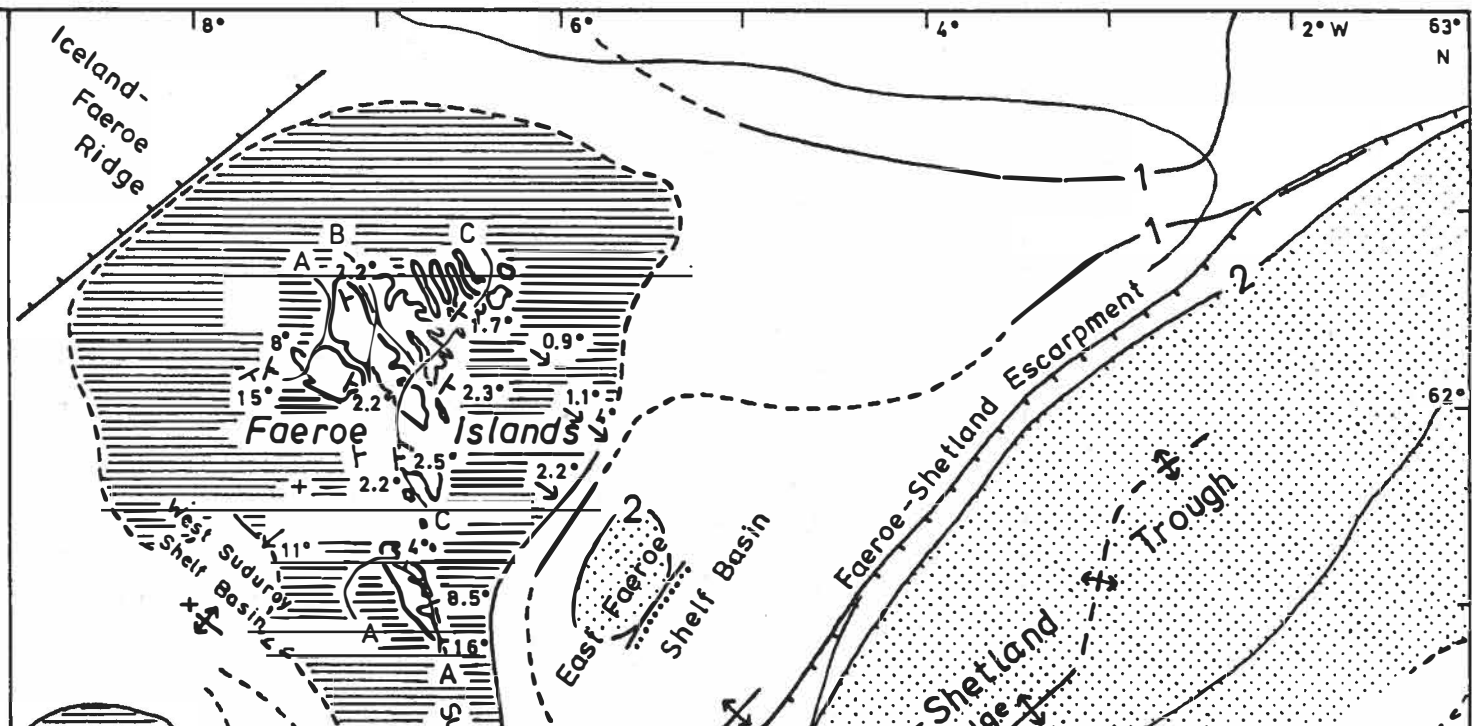 8°
6°
4°
2° W
63°
N
Iceland-
Faeroe
Ridge
1
1
2
B
C
A
2.2°
1.7°
8°
0.9°
15°
2.2
2.3°
1.1°
4°
62°
Faeroe Islands
2.5°
2.2°
2.2°
C
Faeroe-Shetland Escarpment
West Suduroy
Shelf Basin
11°
4°
8.5°
A
16°
A
2
East Faeroe
Shelf Basin
Trough
Shetland